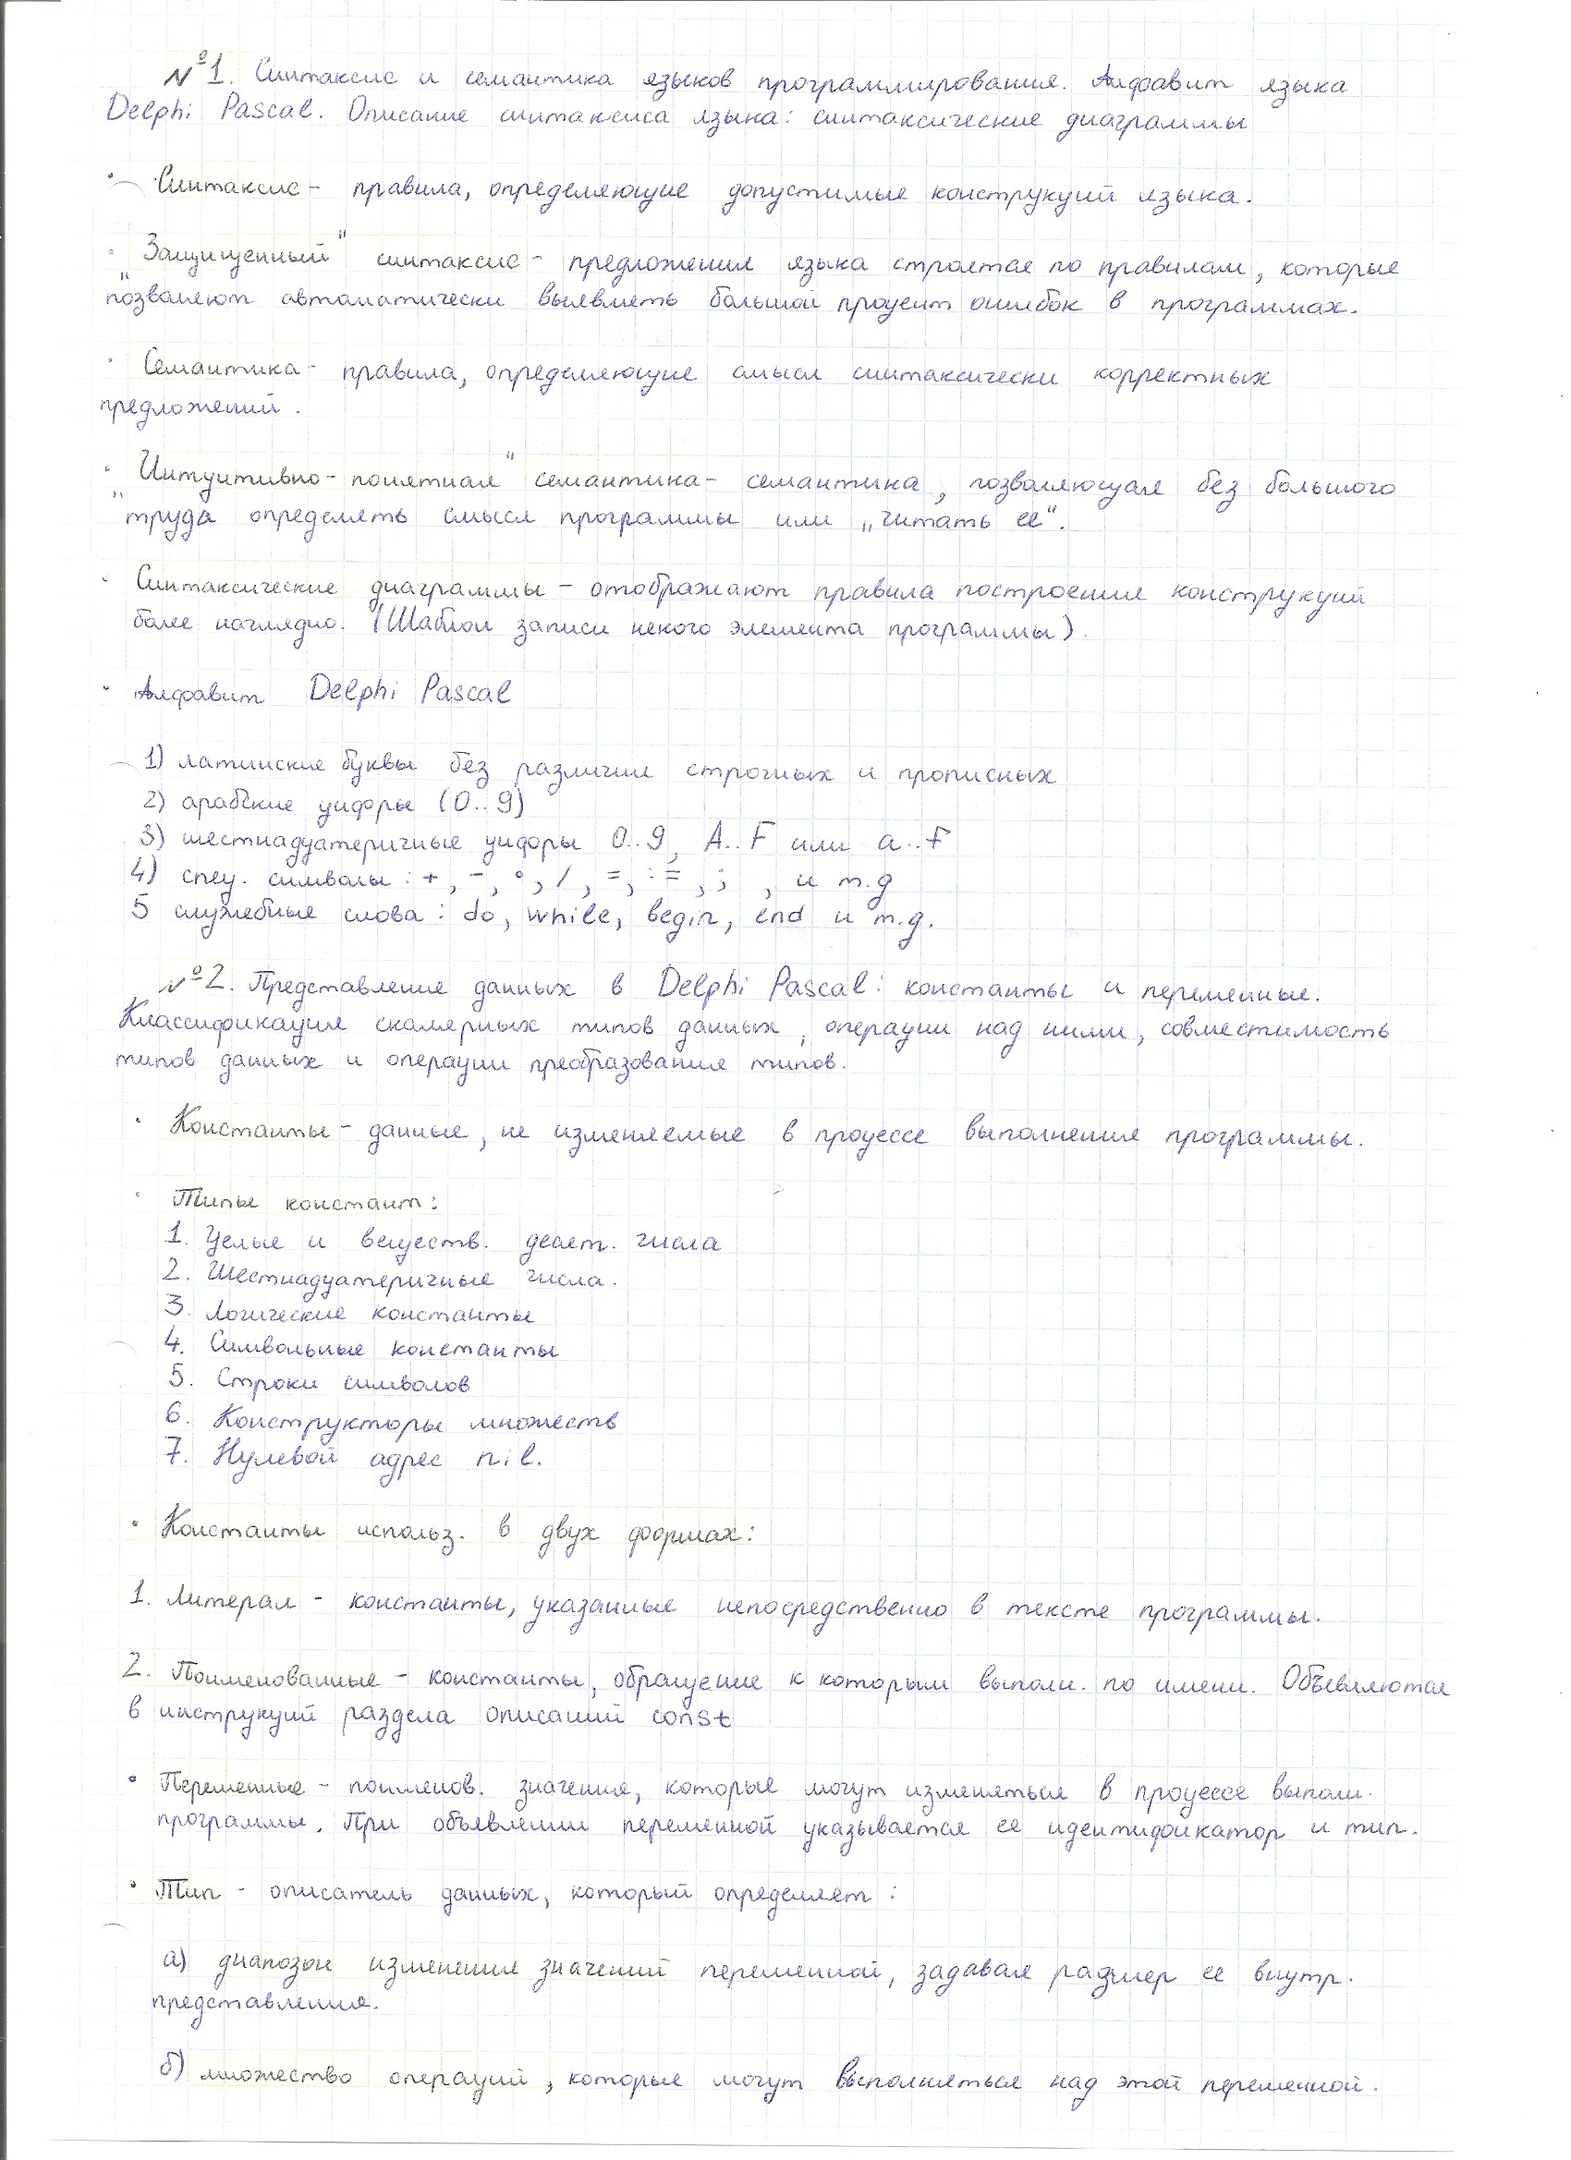 №1. Синтаксис и семантика языков программирования. Алфавит языка
Delphi Pascal. Описание синтаксиса языка: синтаксические диаграммы
· Синтаксис - правила, определяющие допустимые конструкций языка.
· "Защищенный" синтаксис - предложения языка строятся по правилам, которые
позволяют автоматически выявлять большой процент ошибок в программах.
· Семантика - правила, определяющие смысл синтаксически корректных
предложений.
· "Интуитивно-понятная" семантика - семантика, позволяющая без большого
труда определять смысл программы или „читать ее".
· Синтаксические диаграммы - отображают правила построения конструкций
более наглядно. (Шаблон записи некого элемента программы).
· Алфавит Delphi Pascal
1) латинские буквы без различия строчных и прописных
2) арабские цифры (0..9)
3) шестнадцатеричные цифры 0..9, A..F или a..f
4) спец. символы: +, -, *, /, =, :=, ; , и т.д
5 служебные слова: do, while, begin, end и т.д.
№2. Представление данных в Delphi Pascal: константы и переменные.
Классификация скалярных типов данных, операции над ними, совместимость
типов данных и операции преобразования типов.
· Константы - данные, не изменяемые в процессе выполнения программы.
· Типы констант:
1. Целые и веществ. десят. числа
2. Шестнадцатеричные числа.
3. Логические константы
4. Символьные константы
5. Строки символов
6. Конструкторы множеств
7. Нулевой адрес nil.
· Константы использ. в двух формах:
1. Литерал - константы, указанные непосредственно в тексте программы.
2. Поименованные - константы, обращение к которым выполн. по имени. Объявляются
в инструкций раздела описаний const
· Переменные - поименов. значения, которые могут изменяться в процессе выполн.
программы. При объявлении переменной указывается ее идентификатор и тип.
· Тип - описатель данных, который определяет:
а) диапозон изменения значений переменной, задавая размер ее внутр.
представления.
б) множество операций, которые могут выполняться над этой переменной.